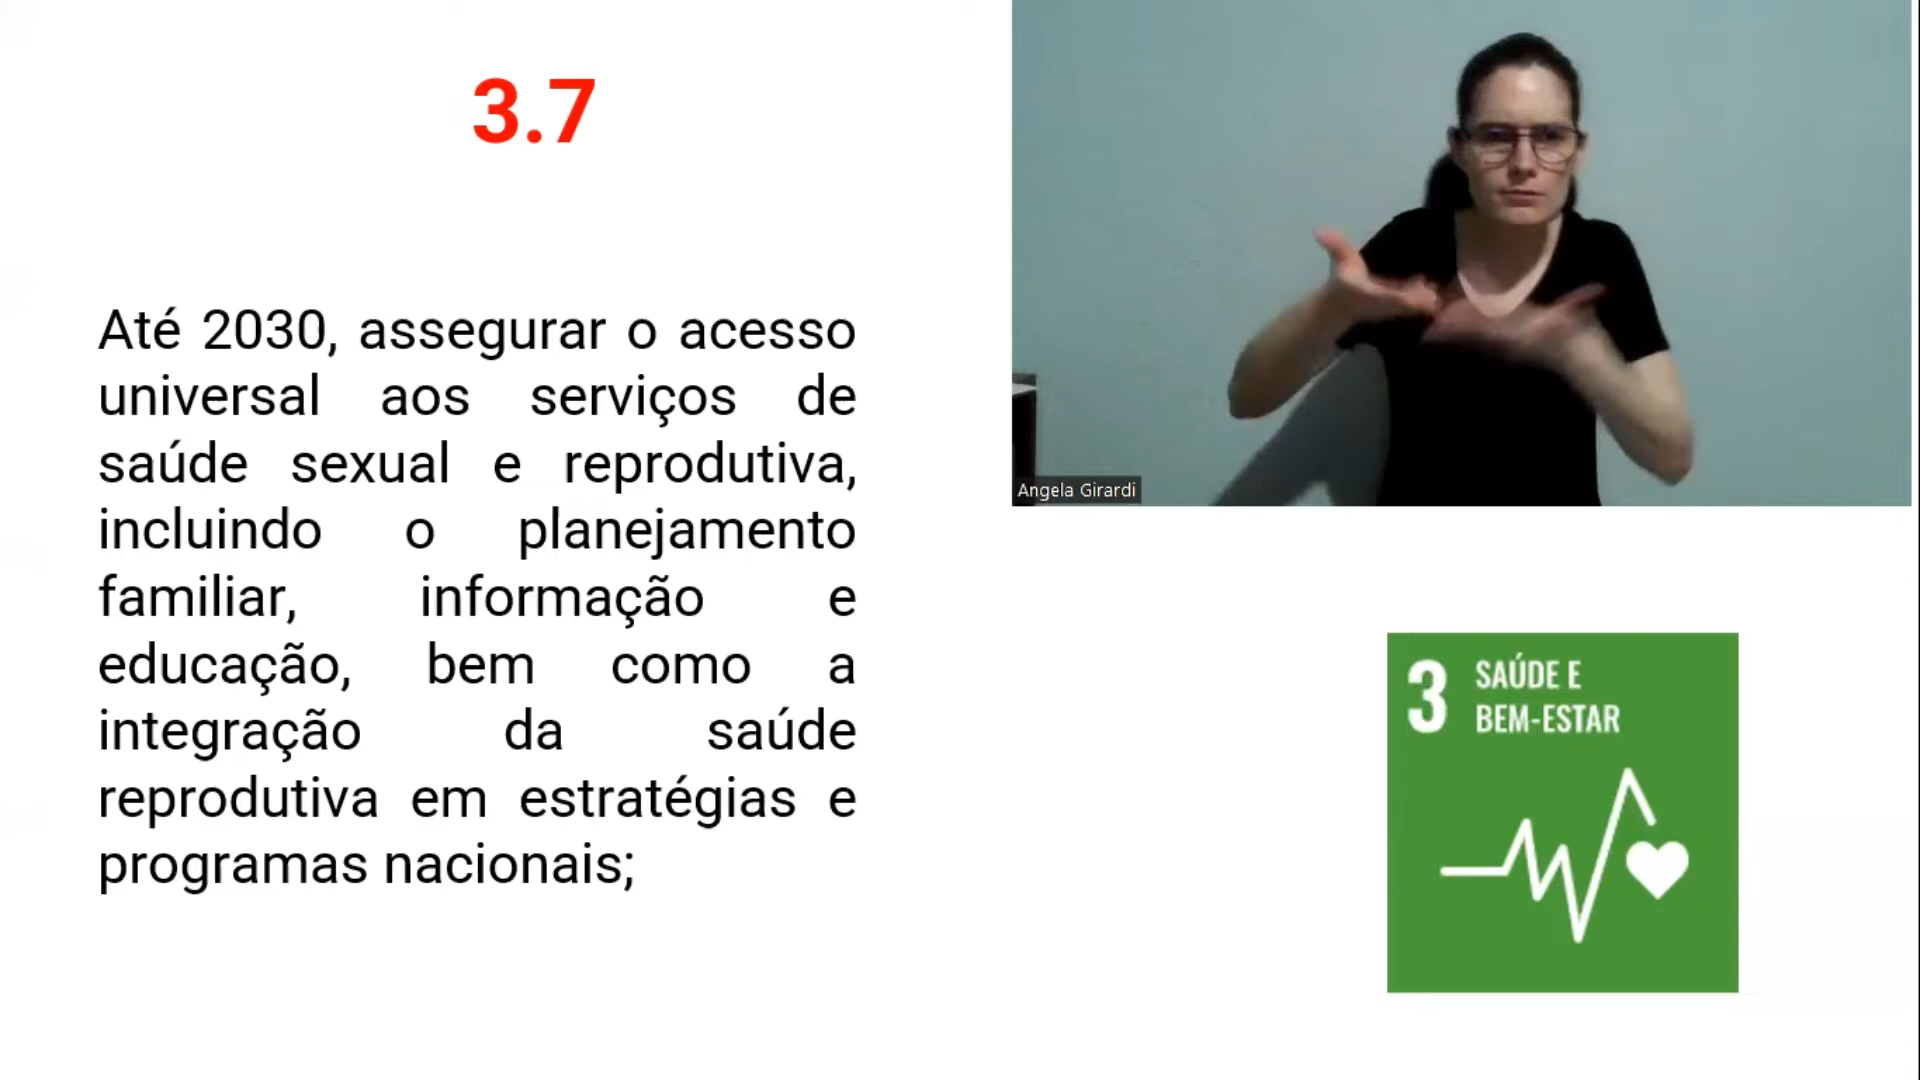 3.7
Até 2030, assegurar o acesso
universal aos serviços de
saúde sexual e reprodutiva,
incluindo o planejamento
familiar, informação e
educação, bem como a
integração da saúde
reprodutiva em estratégias e
programas nacionais;
Angela Girardi
3 SAÚDE E
BEM-ESTAR